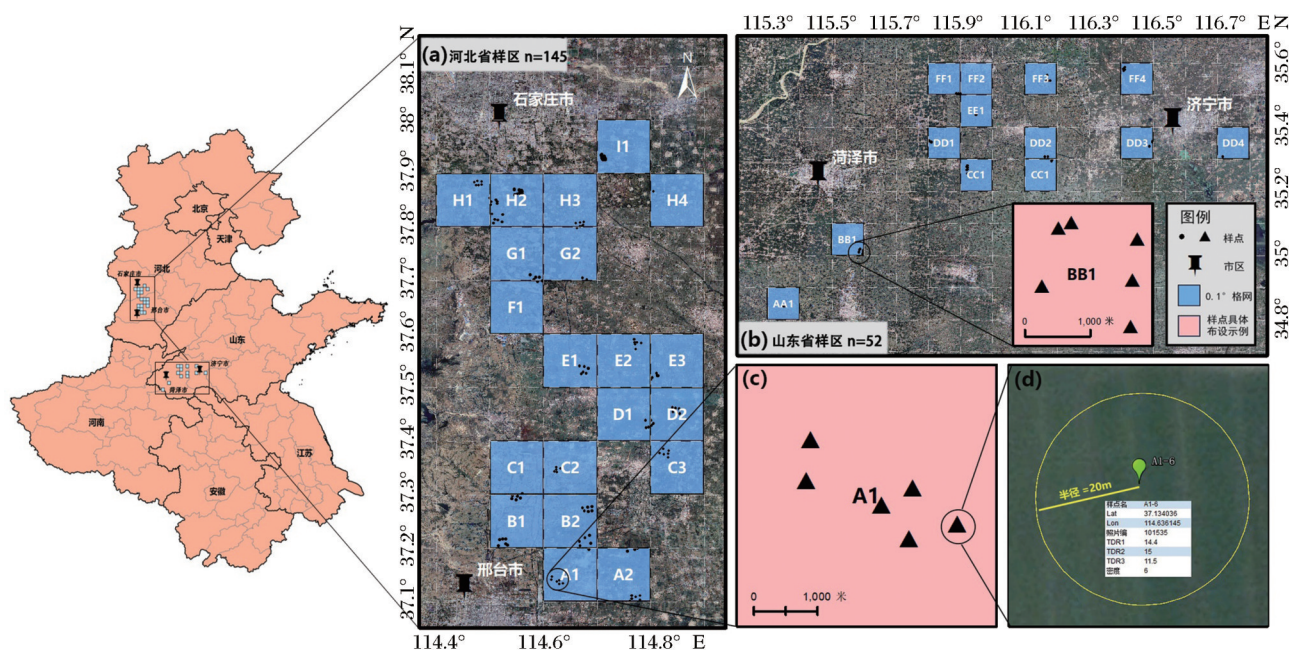 北京
天津
石家庄市
河北
邢台市
山东
济宁市
菏泽市
河南
江苏
安徽
N
38.1°
38°
37.9°
37.8°
37.7°
37.6°
37.5°
37.4°
37.3°
37.2°
37.1°
(a) 河北省样区 n=145
N
石家庄市
I1
H1
H2
H3
H4
G1
G2
F1
E1
E2
E3
D1
D2
C1
C2
C3
B1
B2
邢台市
A1
A2
114.4°
114.6°
114.8°
E
115.3°
115.5°
115.7°
115.9°
116.1°
116.3°
116.5°
116.7°
E
N
35.6°
35.4°
35.2°
35°
34.8°
FF1
FF2
FF3
FF4
EE1
济宁市
DD1
DD2
DD3
DD4
菏泽市
CC1
CC1
BB1
AA1
BB1
0
1,000 米
图例
样点
市区
0.1° 格网
样点具体
布设示例
(b) 山东省样区 n=52
(c)
A1
0
1,000 米
(d)
A1-6
半径 =20m
样点名 A1-6
Lat 37.134036
Lon 114.636145
照片编 101535
TDR1 14.4
TDR2 15
TDR3 11.5
密度 6